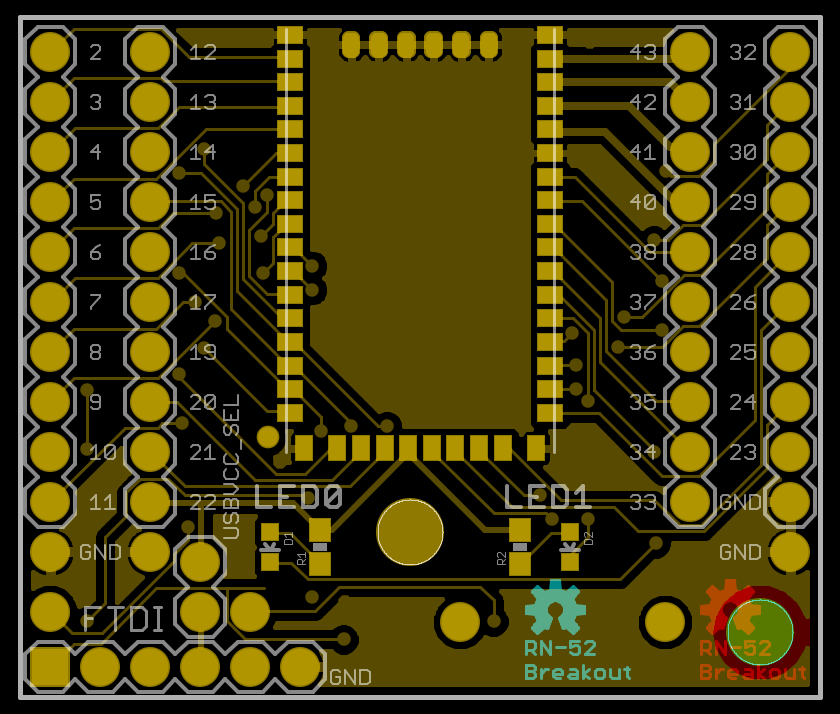 2 12 43 32
3 13 42 31
4 14 41 30
5 15 40 29
6 16 38 28
7 17 37 26
8 19 36 25
9 20 35 24
10 21 34 23
11 22 33 GND
USBVCC_SEL
LED0 LED1
D1 R1 R2 D2
GND GND
FTDI
GND
RN-52
Breakout
RN-52
Breakout